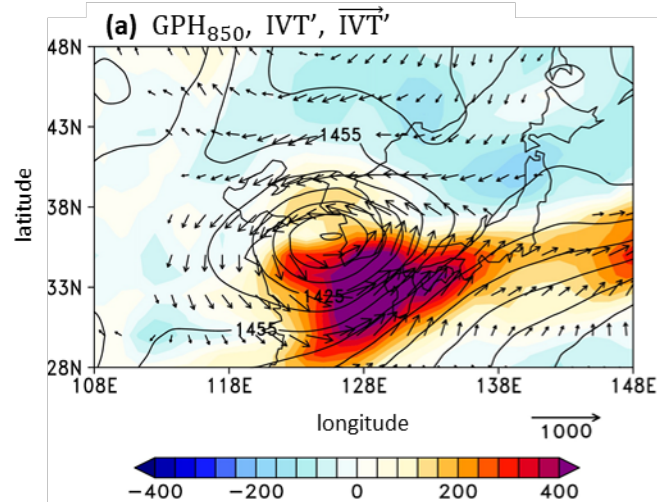 (a) GPH850, IVT′, IVT′
48N
43N
38N
33N
28N
latitude
1455
1425
1455
108E 118E 128E 138E 148E
longitude
1000
−400 −200 0 200 400